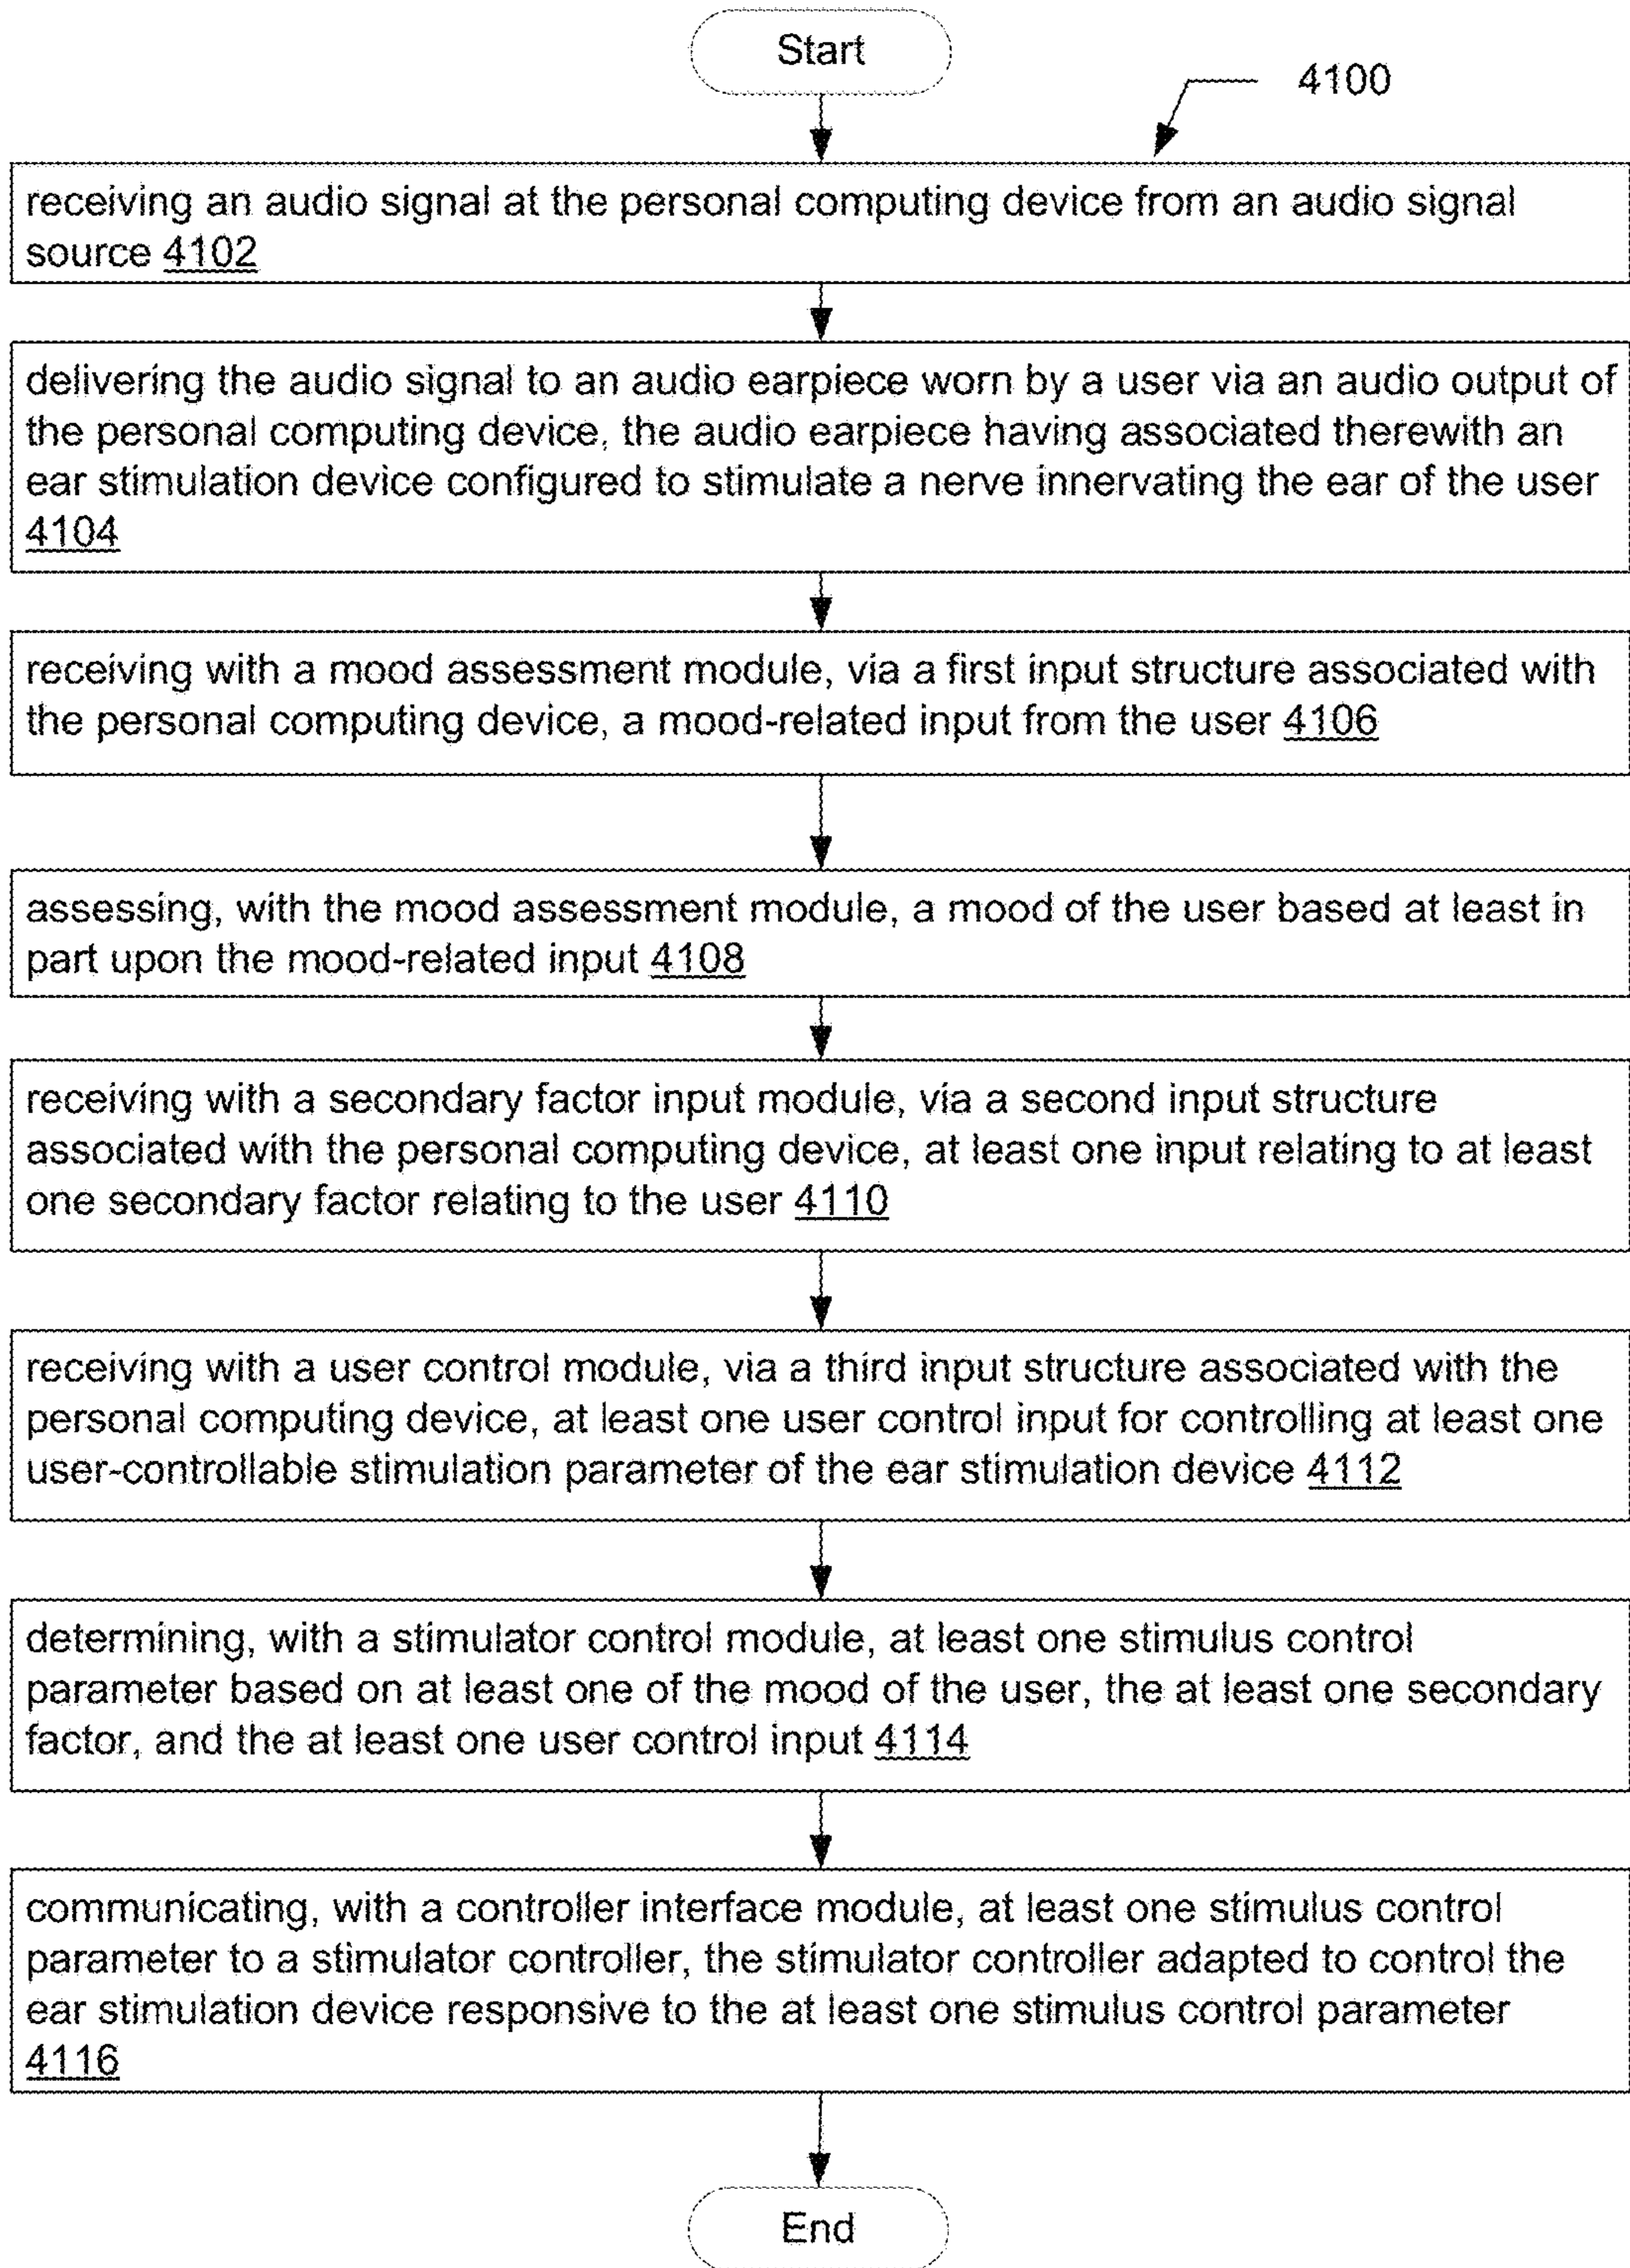 Start
4100
receiving an audio signal at the personal computing device from an audio signal
source 4102
delivering the audio signal to an audio earpiece worn by a user via an audio output of
the personal computing device, the audio earpiece having associated therewith an
ear stimulation device configured to stimulate a nerve innervating the ear of the user
4104
receiving with a mood assessment module, via a first input structure associated with
the personal computing device, a mood-related input from the user 4106
assessing, with the mood assessment module, a mood of the user based at least in
part upon the mood-related input 4108
receiving with a secondary factor input module, via a second input structure
associated with the personal computing device, at least one input relating to at least
one secondary factor relating to the user 4110
receiving with a user control module, via a third input structure associated with the
personal computing device, at least one user control input for controlling at least one
user-controllable stimulation parameter of the ear stimulation device 4112
determining, with a stimulator control module, at least one stimulus control
parameter based on at least one of the mood of the user, the at least one secondary
factor, and the at least one user control input 4114
communicating, with a controller interface module, at least one stimulus control
parameter to a stimulator controller, the stimulator controller adapted to control the
ear stimulation device responsive to the at least one stimulus control parameter
4116
End